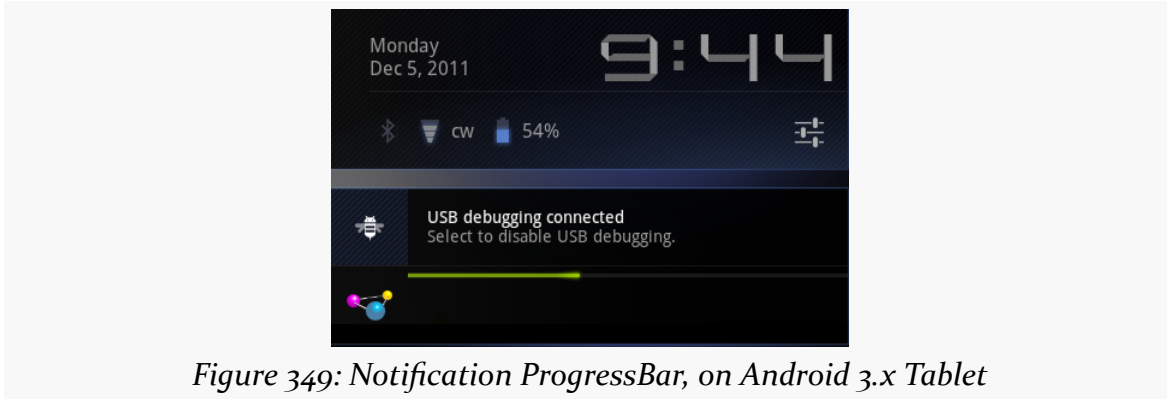 Monday
Dec 5, 2011
9:44
cw 54%
USB debugging connected
Select to disable USB debugging.
Figure 349: Notification ProgressBar, on Android 3.x Tablet